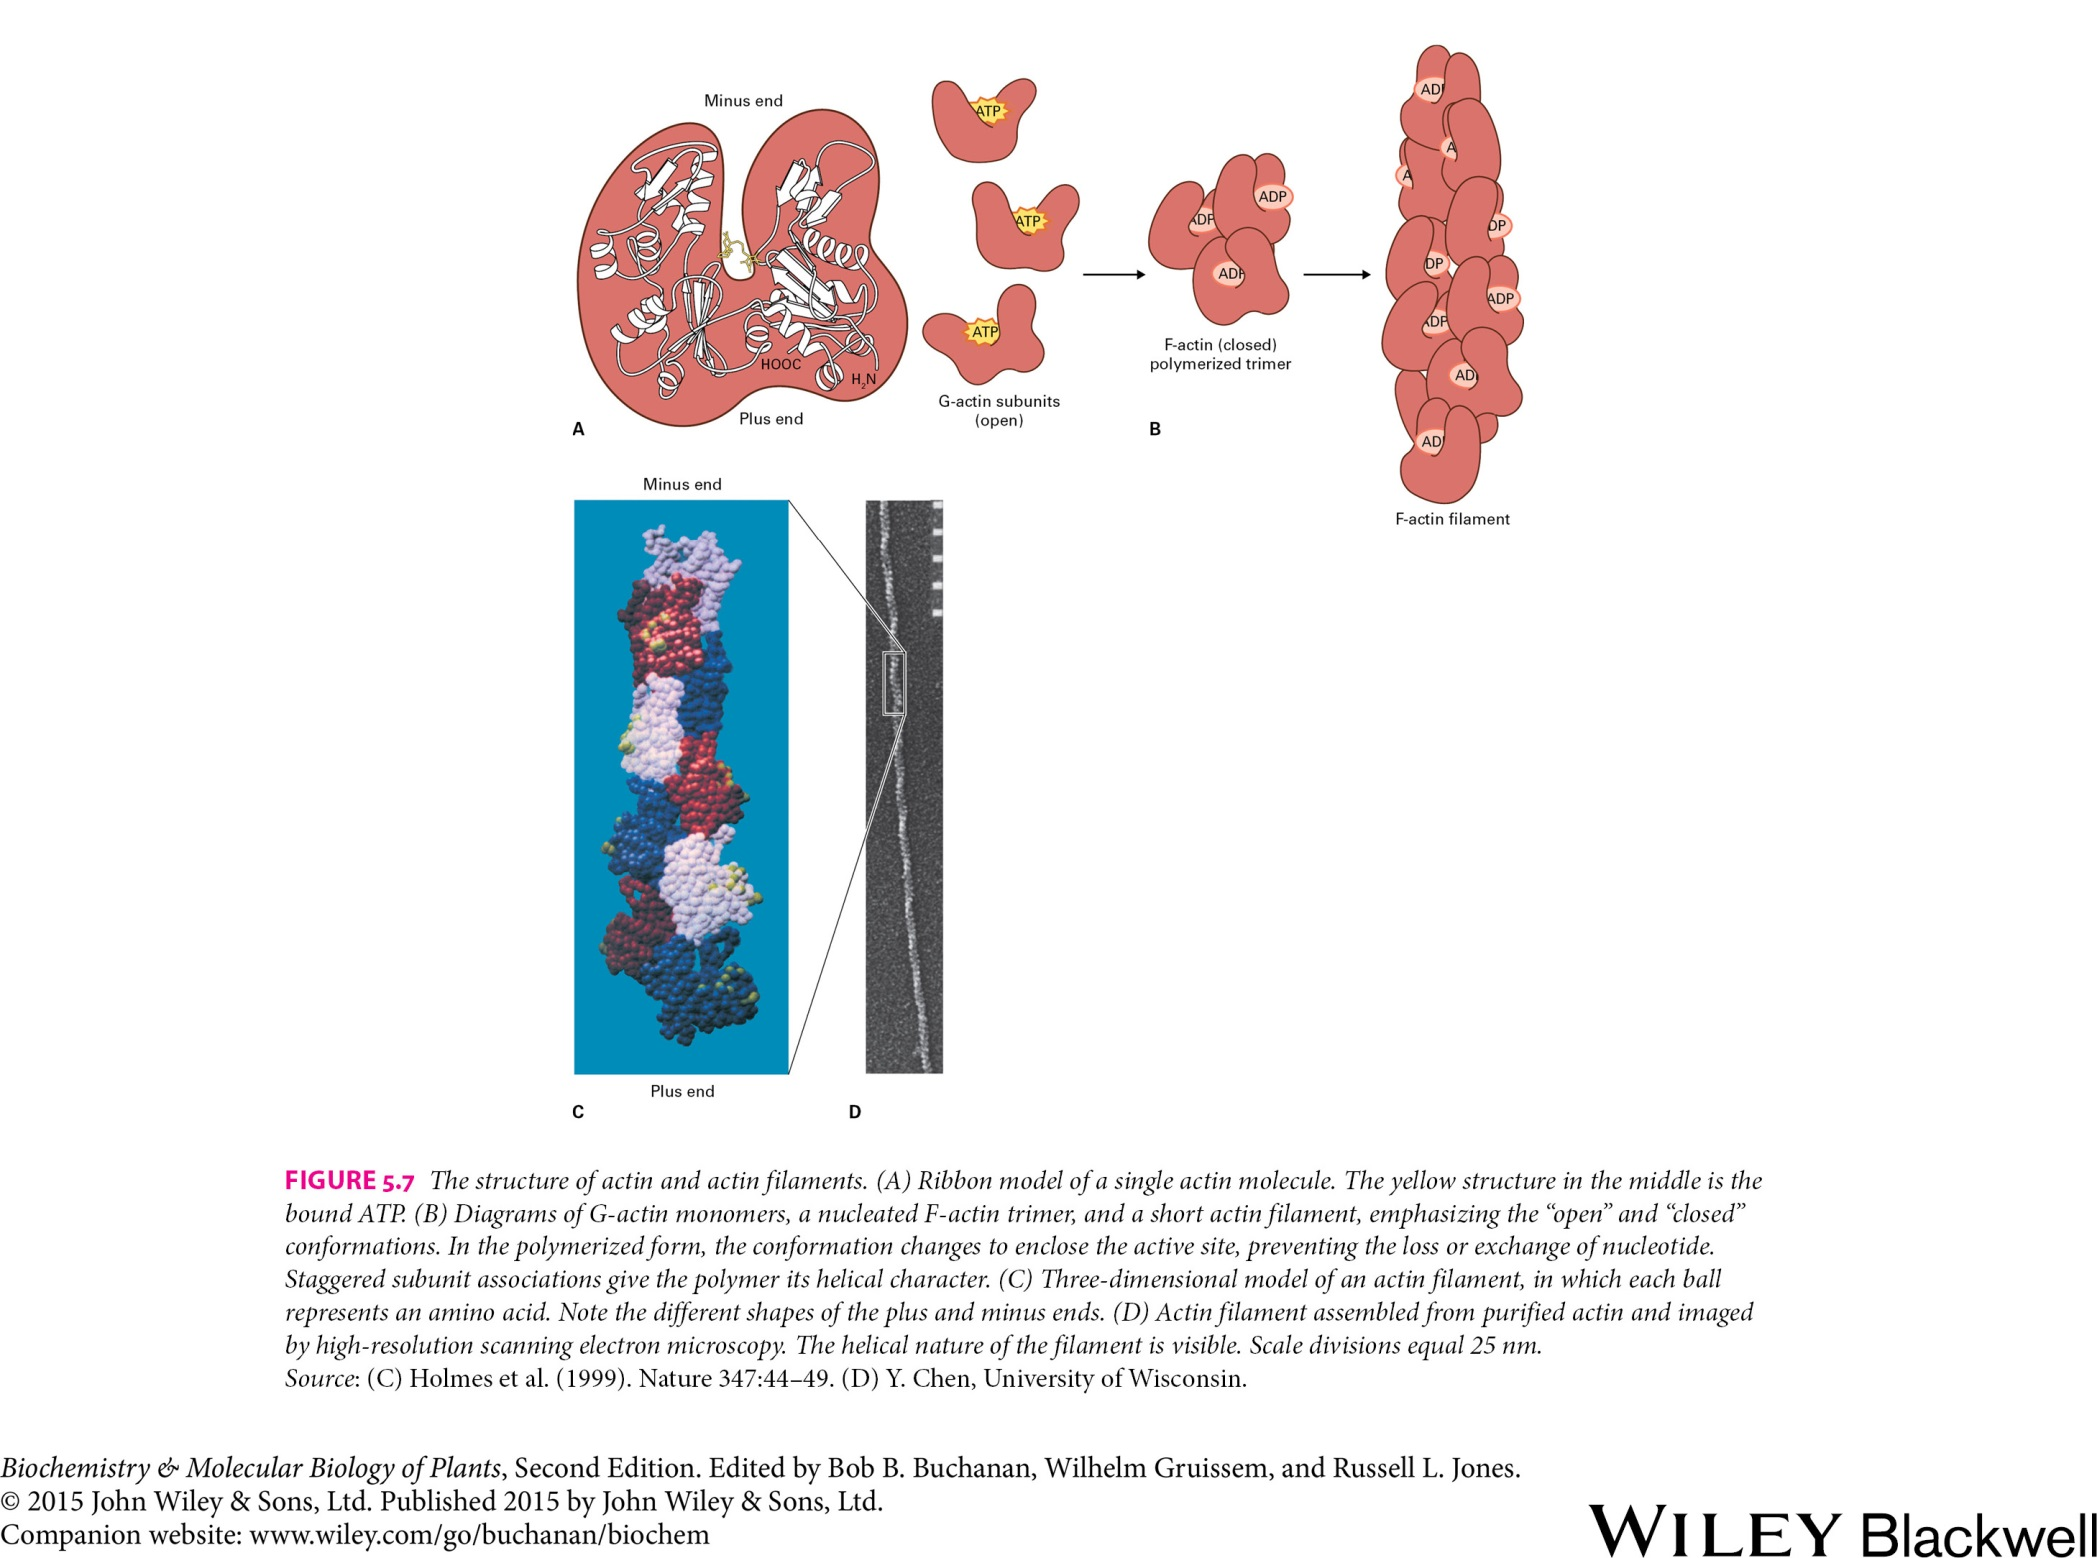 Minus end
HOOC
H₂N
Plus end
A
ATP
ATP
ATP
G-actin subunits
(open)
ADP
ADP
ADP
F-actin (closed)
polymerized trimer
B
ADP
A
A
DP
DP
ADP
ADP
AD
AD
F-actin filament
Minus end
Plus end
C
D
FIGURE 5.7 The structure of actin and actin filaments. (A) Ribbon model of a single actin molecule. The yellow structure in the middle is the
bound ATP. (B) Diagrams of G-actin monomers, a nucleated F-actin trimer, and a short actin filament, emphasizing the “open” and “closed”
conformations. In the polymerized form, the conformation changes to enclose the active site, preventing the loss or exchange of nucleotide.
Staggered subunit associations give the polymer its helical character. (C) Three-dimensional model of an actin filament, in which each ball
represents an amino acid. Note the different shapes of the plus and minus ends. (D) Actin filament assembled from purified actin and imaged
by high-resolution scanning electron microscopy. The helical nature of the filament is visible. Scale divisions equal 25 nm.
Source: (C) Holmes et al. (1999). Nature 347:44–49. (D) Y. Chen, University of Wisconsin.
Biochemistry & Molecular Biology of Plants, Second Edition. Edited by Bob B. Buchanan, Wilhelm Gruissem, and Russell L. Jones.
© 2015 John Wiley & Sons, Ltd. Published 2015 by John Wiley & Sons, Ltd.
Companion website: www.wiley.com/go/buchanan/biochem
WILEY Blackwell